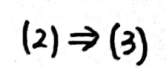 (2) ⇒ (3)